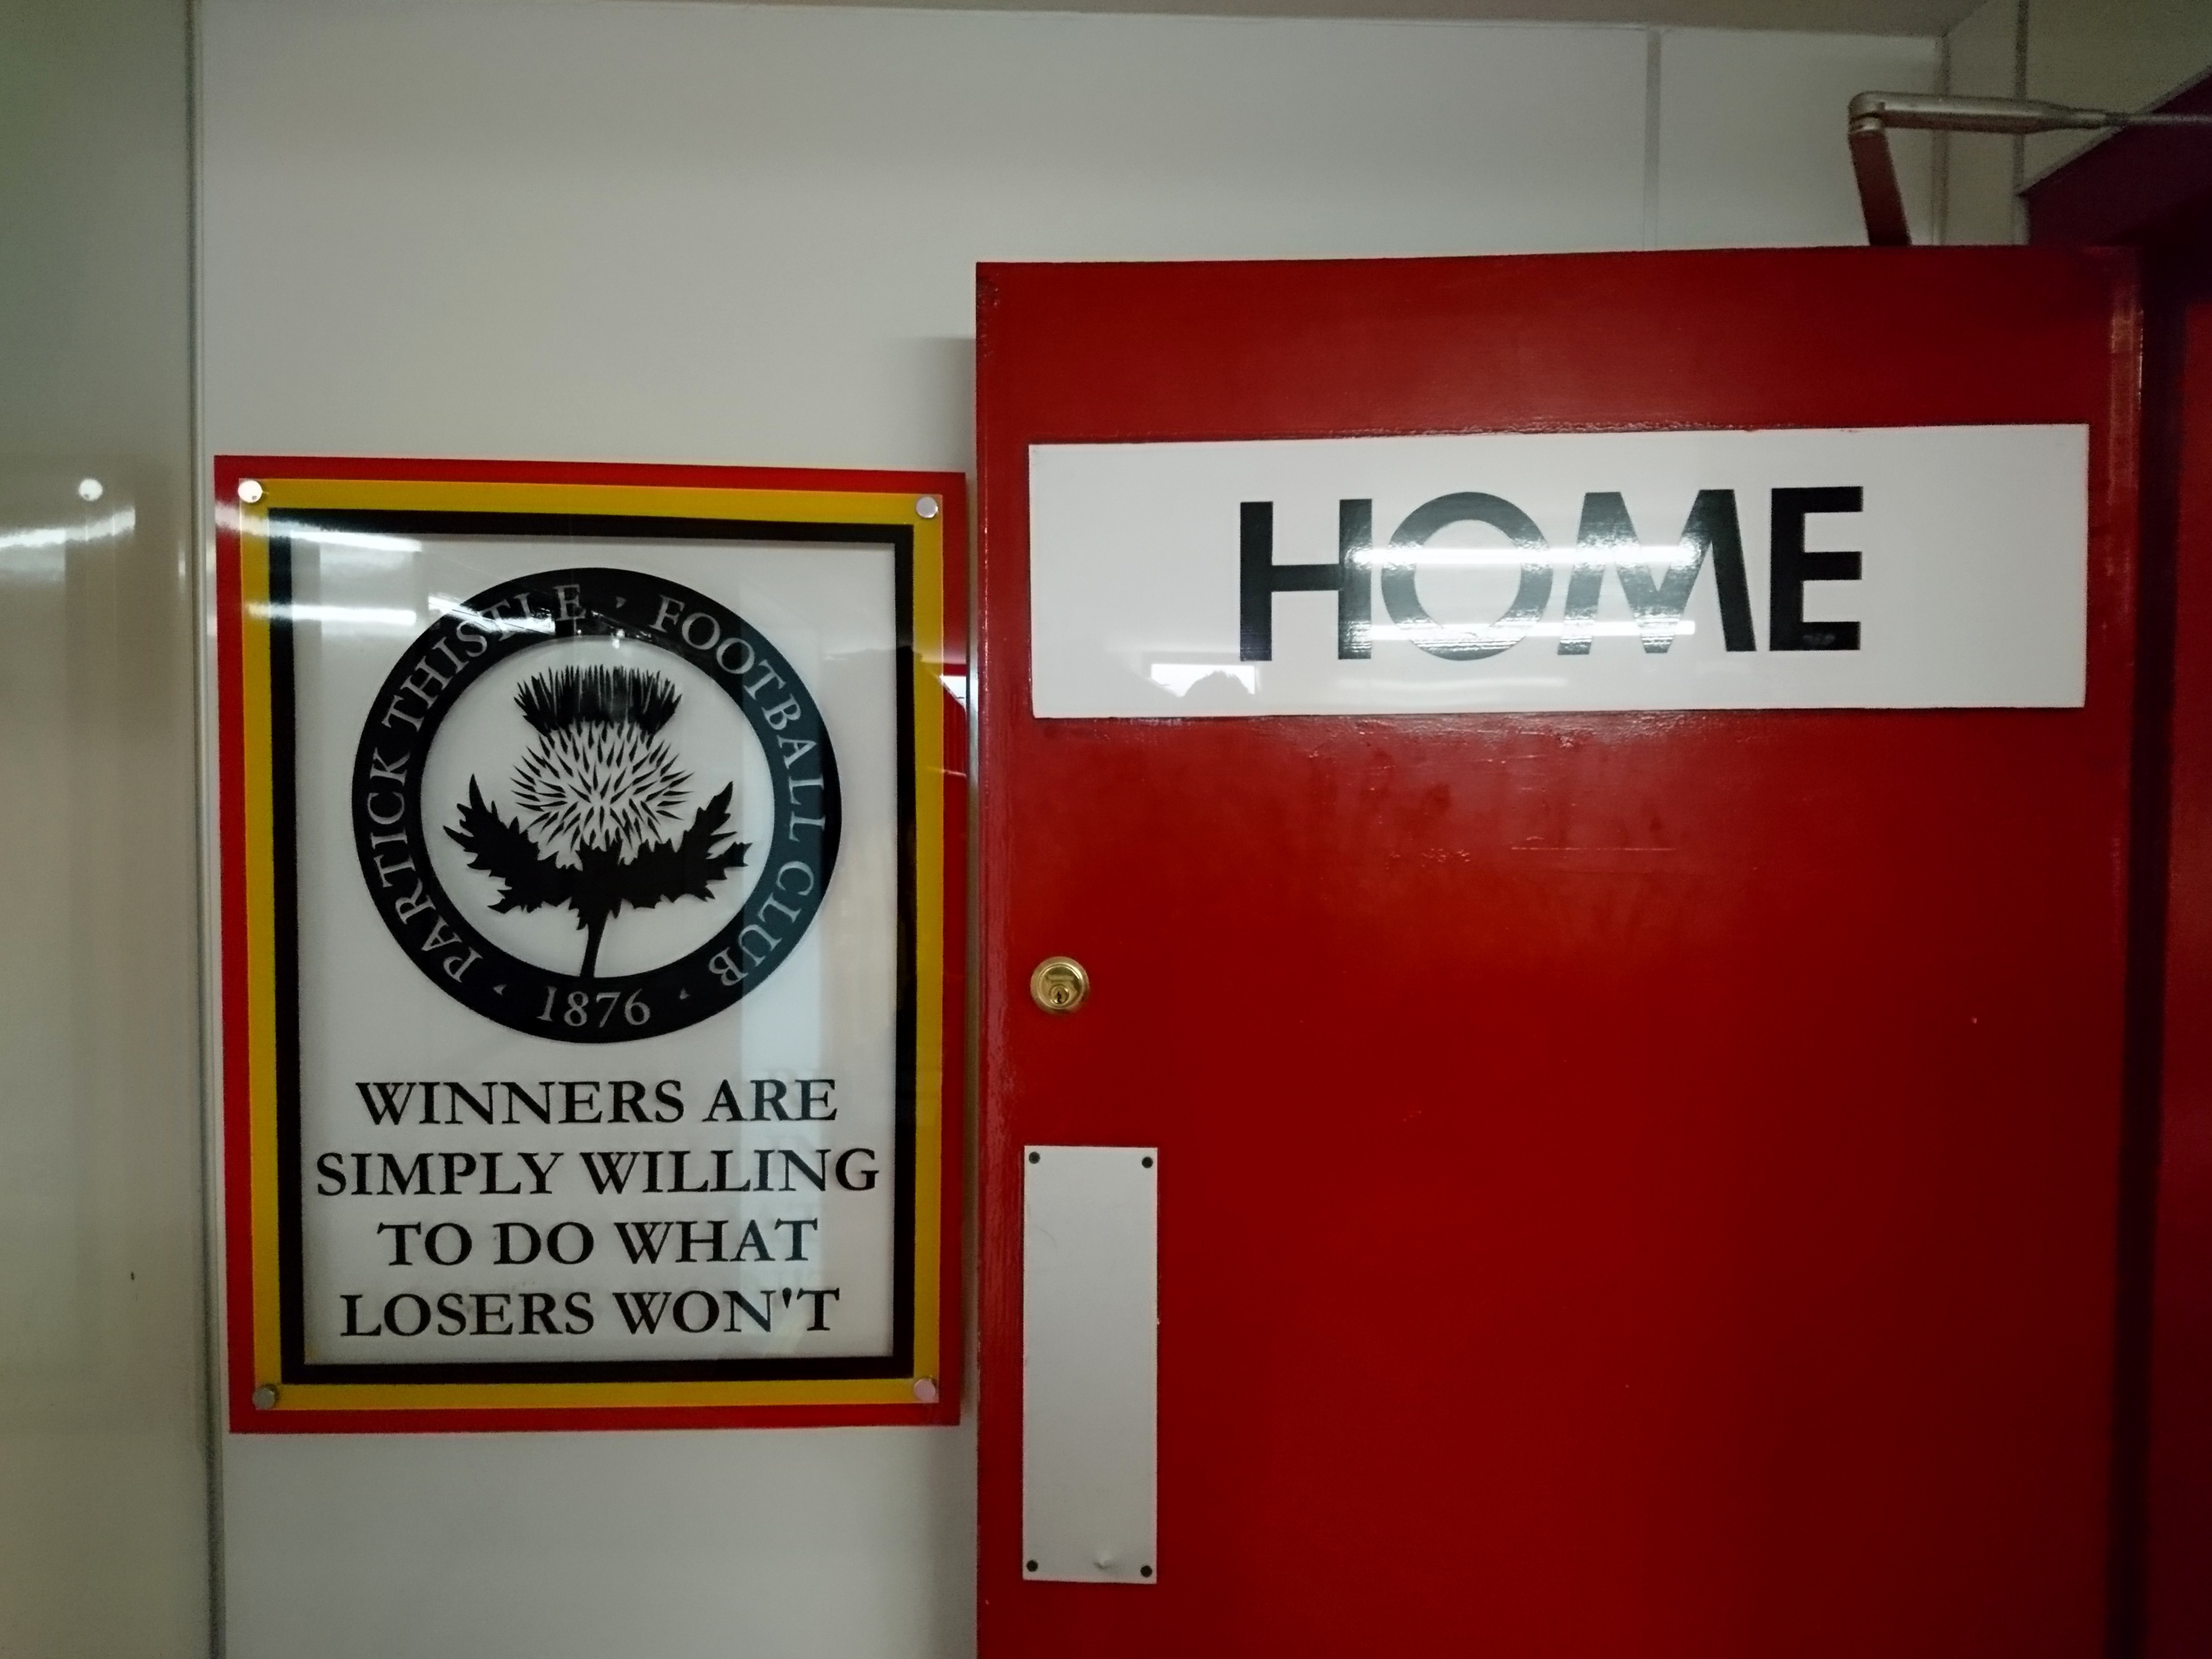 PARTICK THISTLE · FOOTBALL CLUB
· 1876 ·
WINNERS ARE
SIMPLY WILLING
TO DO WHAT
LOSERS WON'T
HOME